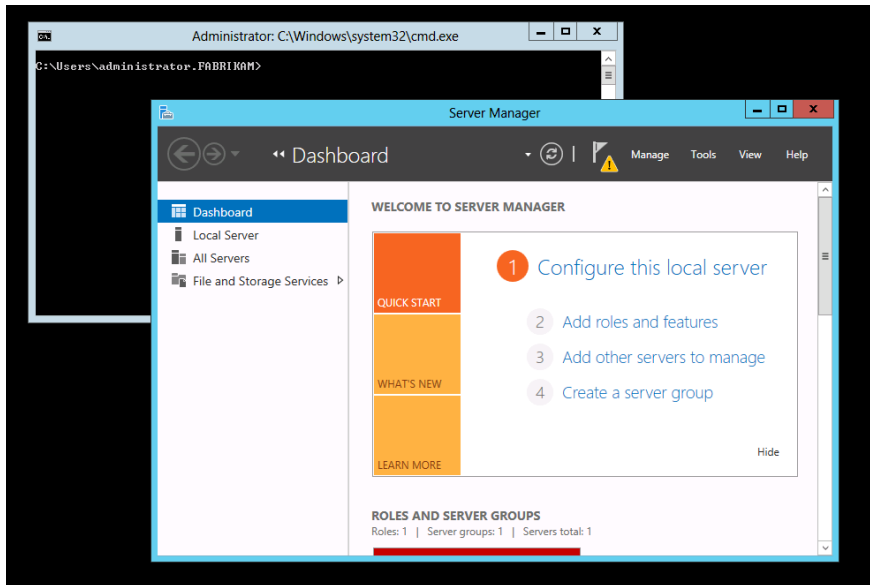 Administrator: C:\Windows\system32\cmd.exe
C:\Users\administrator.FABRIKAM>
Server Manager
Dashboard
Manage
Tools
View
Help
Dashboard
Local Server
All Servers
File and Storage Services
WELCOME TO SERVER MANAGER
QUICK START
WHAT'S NEW
LEARN MORE
1 Configure this local server
2 Add roles and features
3 Add other servers to manage
4 Create a server group
Hide
ROLES AND SERVER GROUPS
Roles: 1 | Server groups: 1 | Servers total: 1